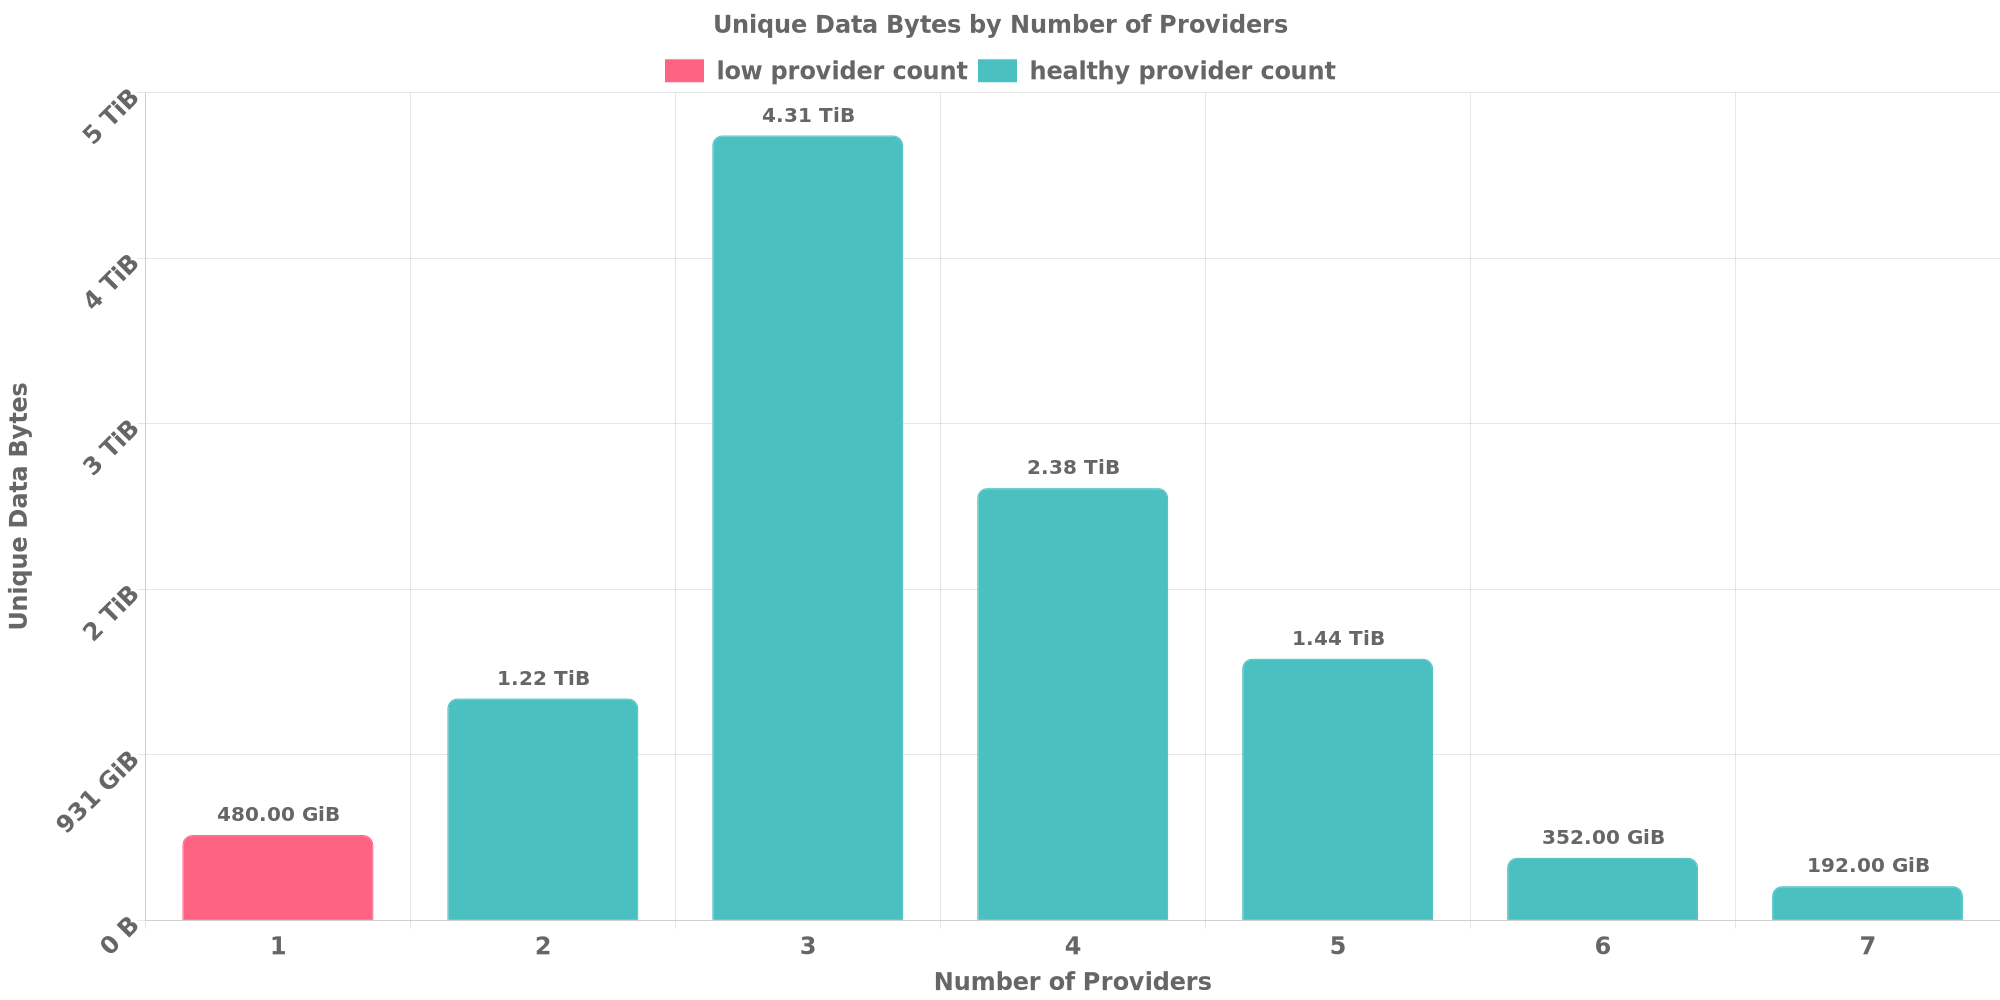 Unique Data Bytes by Number of Providers
low provider count healthy provider count
5 TiB
4 TiB
3 TiB
2 TiB
931 GiB
0 B
Unique Data Bytes
480.00 GiB
1.22 TiB
4.31 TiB
2.38 TiB
1.44 TiB
352.00 GiB
192.00 GiB
1 2 3 4 5 6 7
Number of Providers